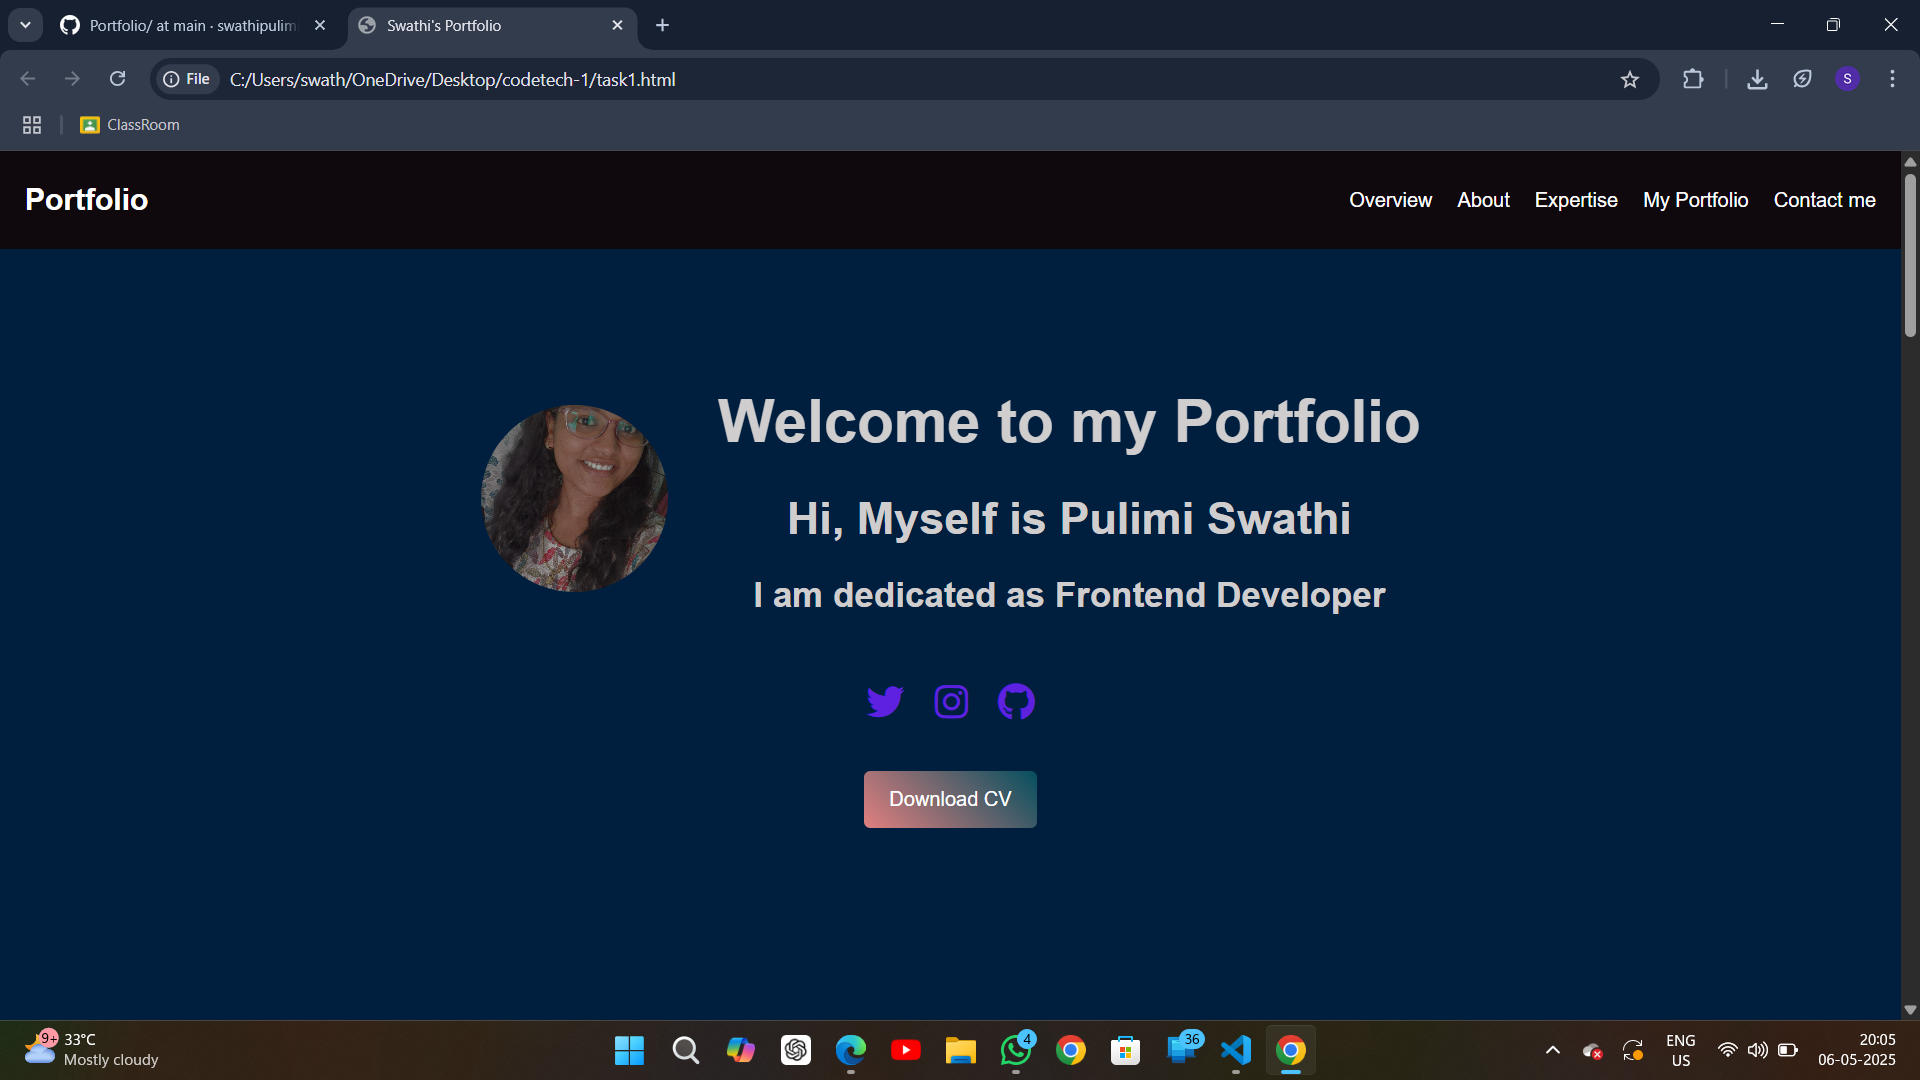 Portfolio/ at main · swathipulim
Swathi's Portfolio
File
C:/Users/swath/OneDrive/Desktop/codetech-1/task1.html
S
ClassRoom
Portfolio
Overview
About
Expertise
My Portfolio
Contact me
Welcome to my Portfolio
Hi, Myself is Pulimi Swathi
I am dedicated as Frontend Developer
Download CV
9+
33°C
Mostly cloudy
4
36
ENG
US
20:05
06-05-2025